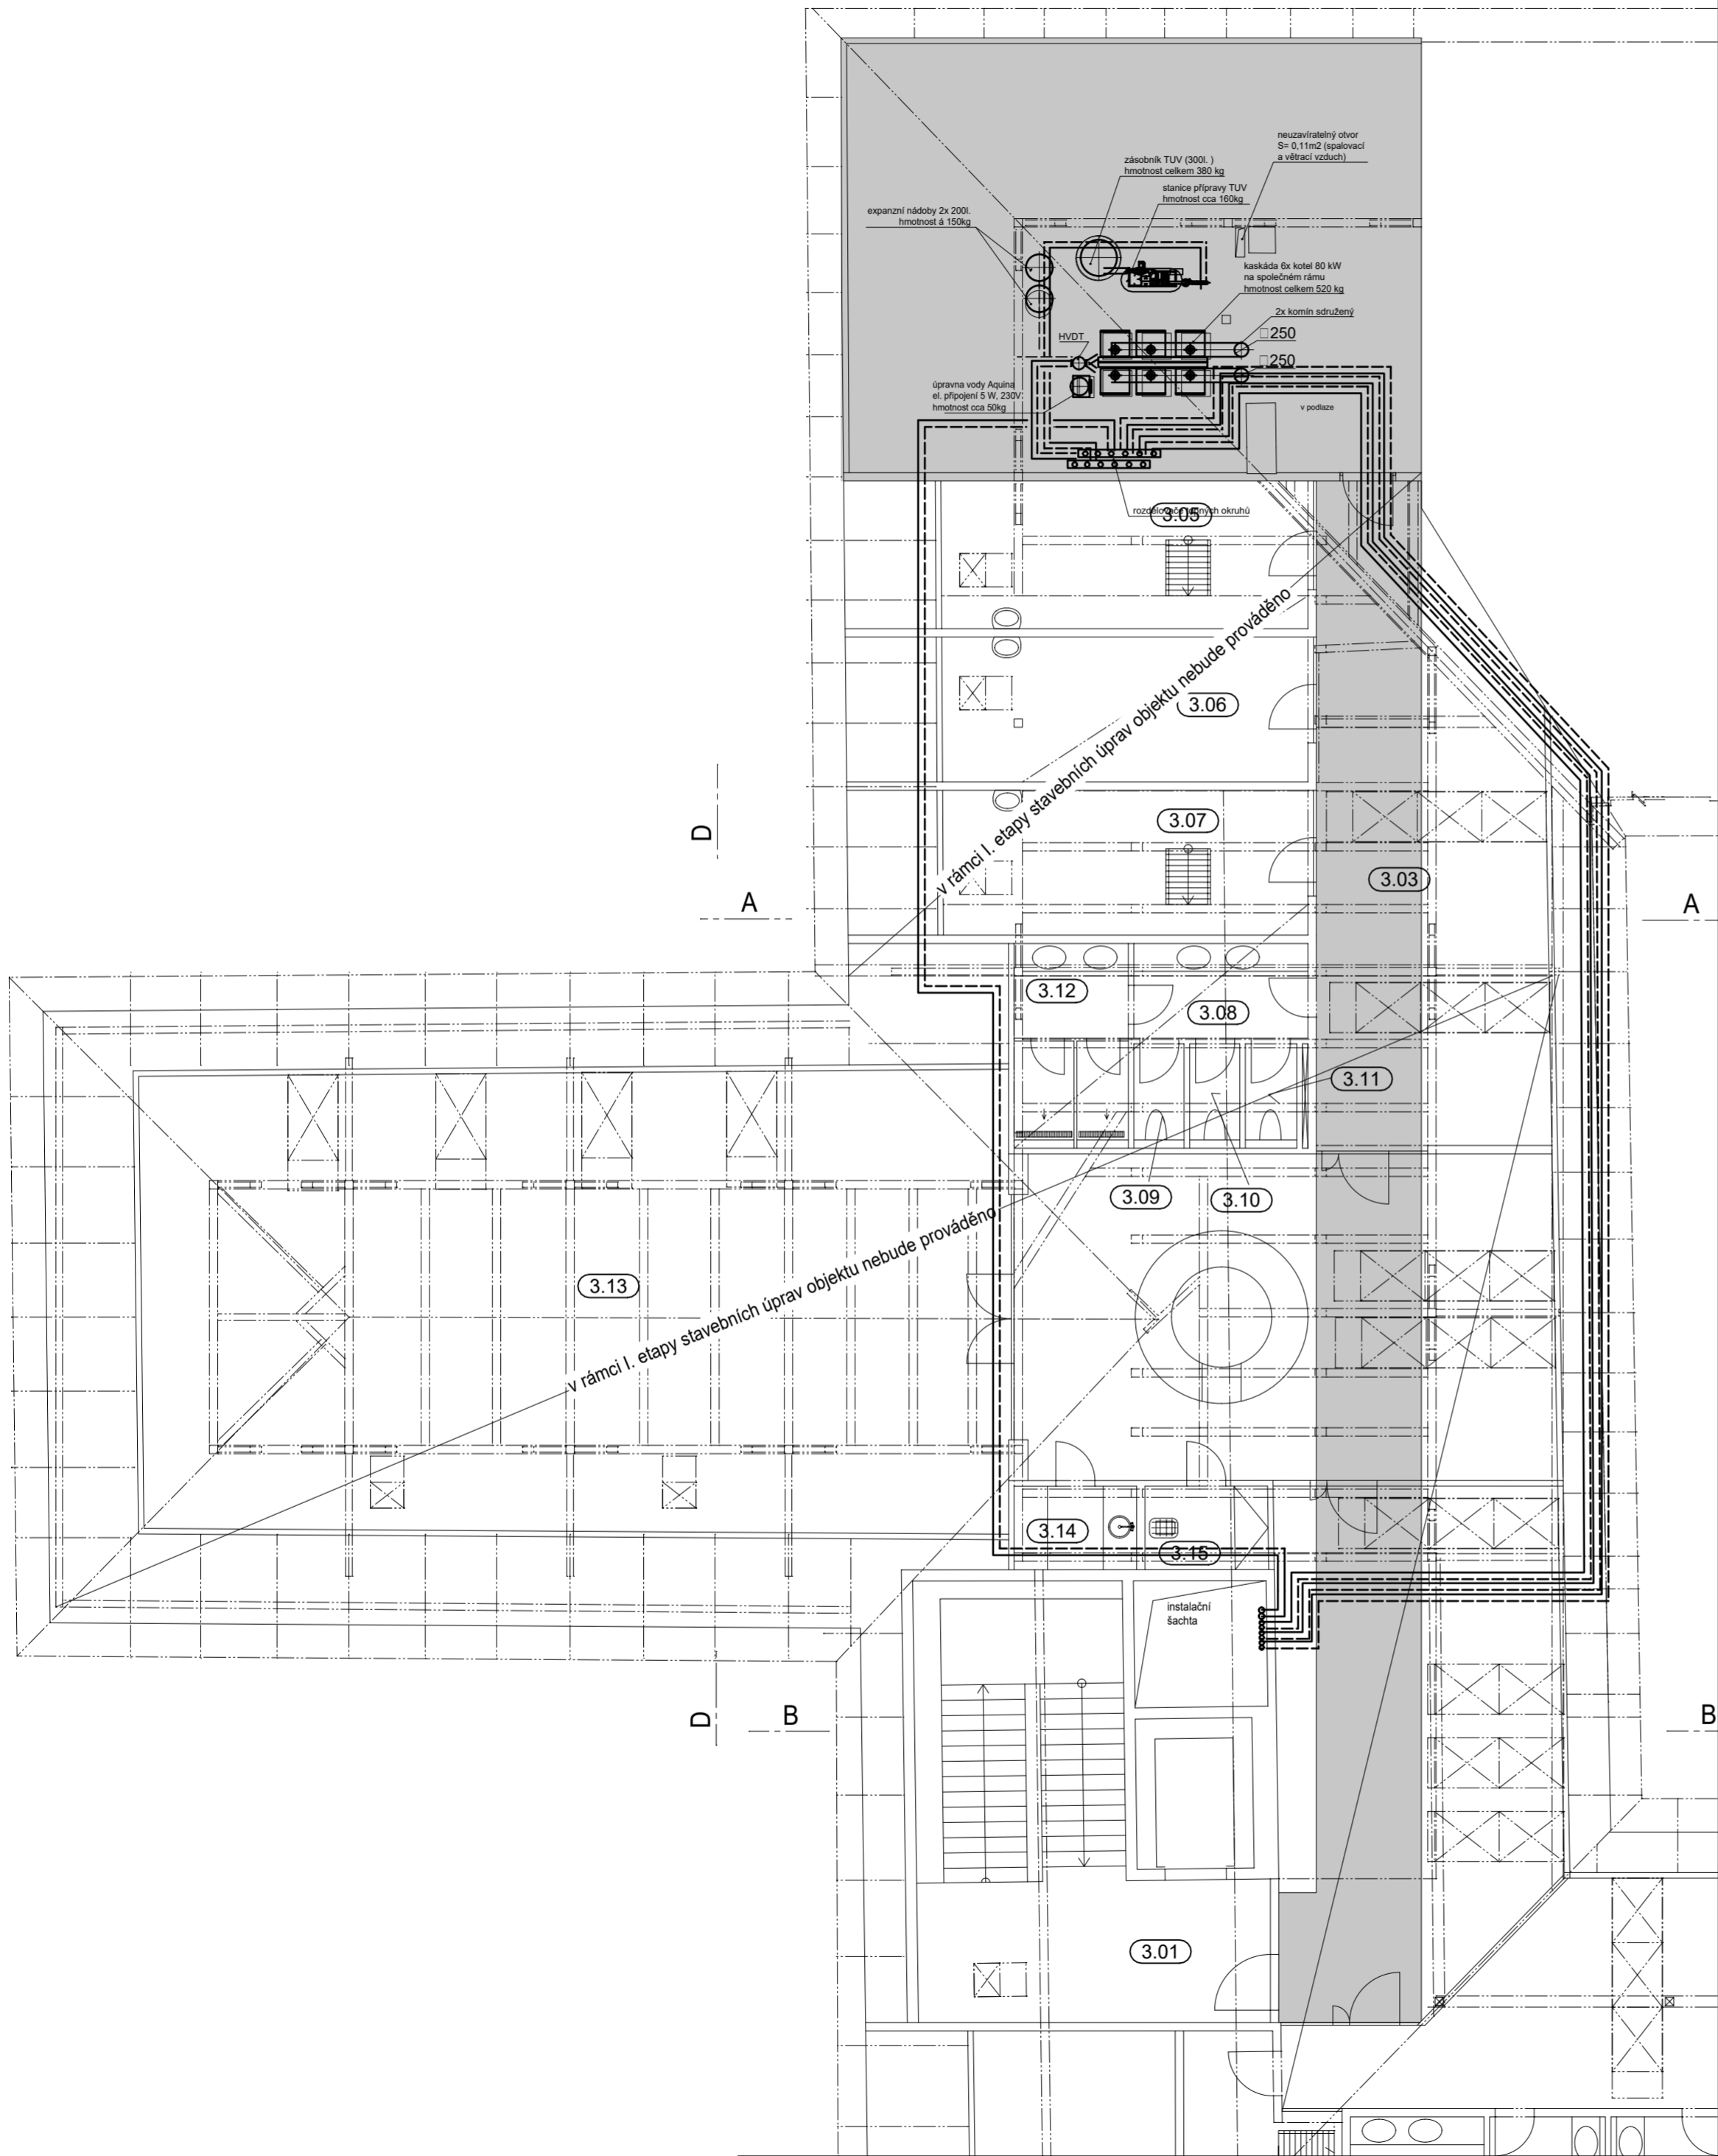 neuzavíratelný otvor
S= 0,11m2 (spalovací
a větrací vzduch)
zásobník TUV (300l. )
hmotnost celkem 380 kg
stanice přípravy TUV
hmotnost cca 160kg
expanzní nádoby 2x 200l.
hmotnost á 150kg
kaskáda 6x kotel 80 kW
na společném rámu
hmotnost celkem 520 kg
2x komín sdružený
□250
HVDT
□250
úpravna vody Aquina
el. připojení 5 W, 230V
hmotnost cca 50kg
v podlaze
rozdělovače topných okruhů
3.05
v rámci I. etapy stavebních úprav objektu nebude prováděno
3.06
3.07
D
3.03
A
A
3.12
3.08
3.11
3.09
3.10
v rámci I. etapy stavebních úprav objektu nebude prováděno
3.13
3.14
3.15
instalační
šachta
D
B
B
3.01